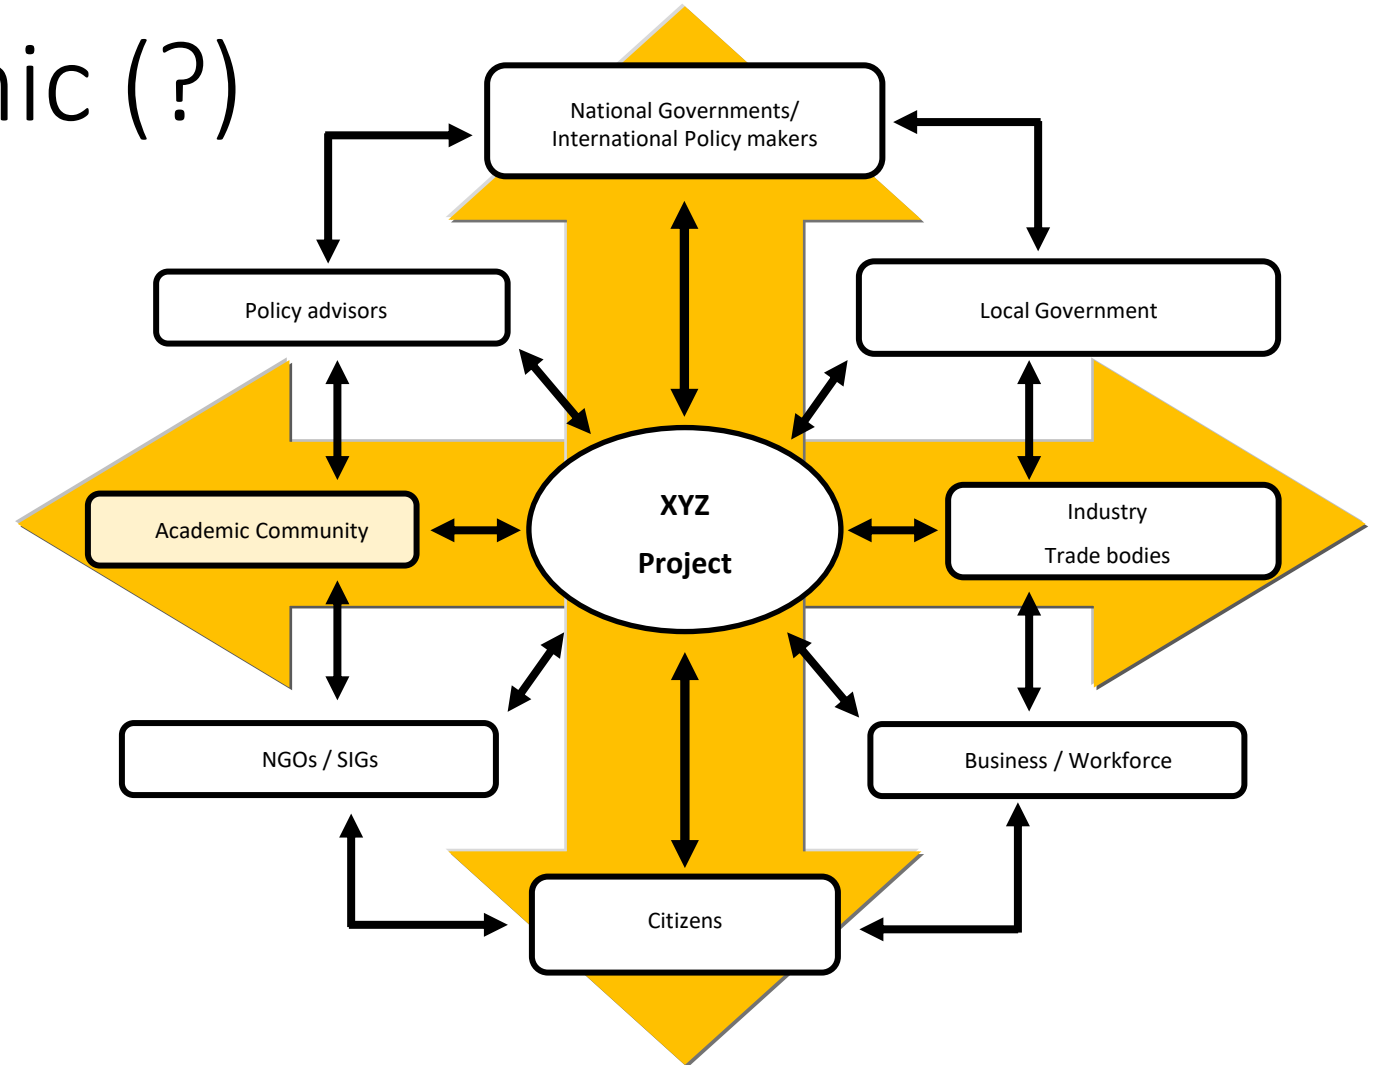 nic (?)
National Governments/
International Policy makers
Policy advisors
Local Government
XYZ
Project
Academic Community
Industry
Trade bodies
NGOs / SIGs
Business / Workforce
Citizens